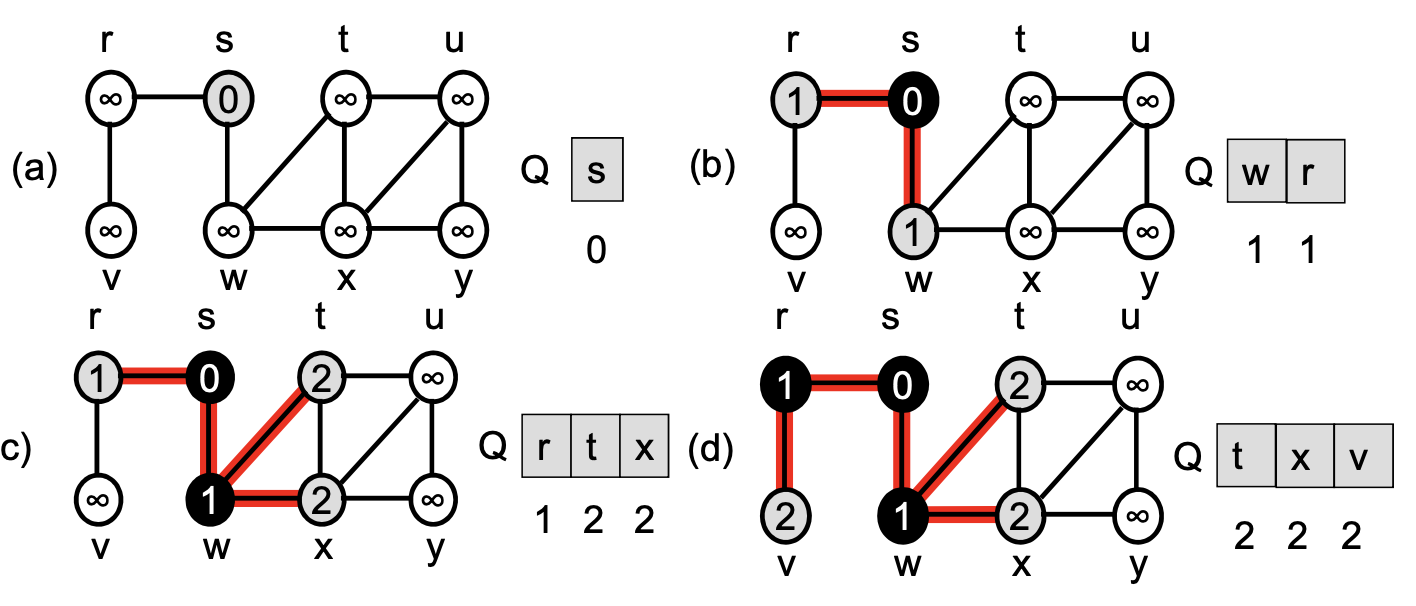 r s t u r s t u
∞ 0 ∞ ∞ 1 0 ∞ ∞
(a) Q s (b) Q w r
∞ ∞ ∞ ∞ 0 ∞ 1 ∞ ∞ 1 1
v w x y v w x y
r s t u r s t u
1 0 2 ∞ 1 0 2 ∞
c) Q r t x (d) Q t x v
∞ 1 2 ∞ 1 2 2 2 1 2 ∞ 2 2 2
v w x y v w x y